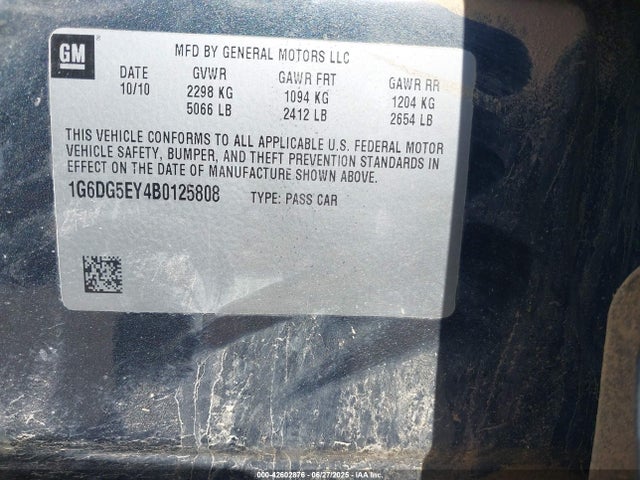 GM
MFD BY GENERAL MOTORS LLC
DATE GVWR GAWR FRT GAWR RR
10/10 2298 KG 1094 KG 1204 KG
5066 LB 2412 LB 2654 LB
THIS VEHICLE CONFORMS TO ALL APPLICABLE U.S. FEDERAL MOTOR
VEHICLE SAFETY, BUMPER, AND THEFT PREVENTION STANDARDS IN
EFFECT ON THE DATE OF MANUFACTURE SHOWN ABOVE.
1G6DG5EY4B0125808 TYPE: PASS CAR
000-42602876 - 06/27/2025 - IAA Inc.